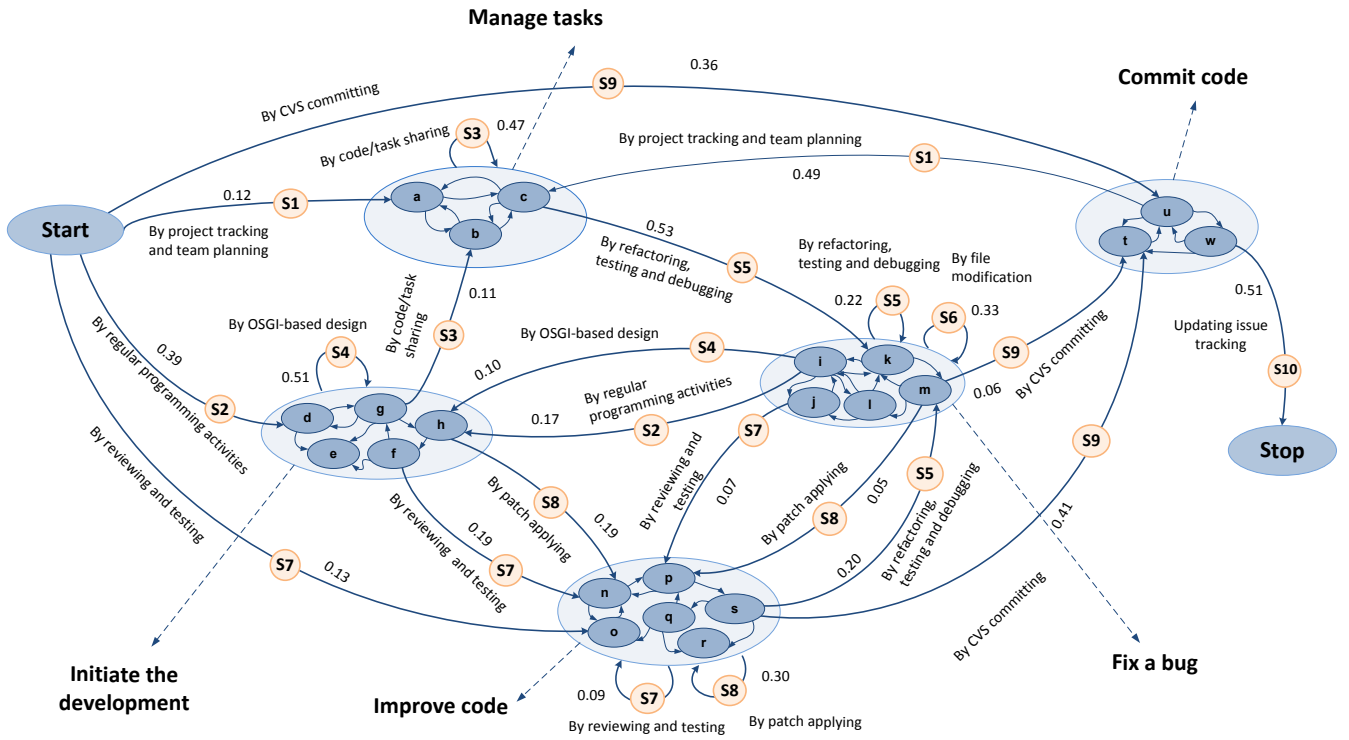 Manage tasks
0.36
S9
Commit code
By CVS committing
S3
0.47
By code/task sharing
By project tracking and team planning
S1
0.49
a
c
b
u
t
w
Start
0.12
S1
By project tracking
and team planning
0.53
By refactoring,
testing and debugging
S5
By refactoring,
testing and debugging
By file
modification
0.22
S5
S6
0.33
0.51
Updating issue
tracking
S10
Stop
0.11
By code/task
sharing
S3
By OSGI-based design
S4
0.51
By OSGI-based design
S4
0.10
By regular
programming activities
0.17
S2
i
k
j
l
m
S9
0.06
By CVS committing
0.39
By regular programming activities
S2
d
g
h
e
f
S7
By reviewing and
testing
0.07
By patch applying
0.05
S8
S5
By refactoring,
testing and debugging
0.20
S9
0.41
By CVS committing
By reviewing and testing
S7
0.13
By patch applying
S8
0.19
0.19
By reviewing and testing
S7
n
p
o
q
s
r
0.09
S7
S8
0.30
By reviewing and testing
By patch applying
Initiate the
development
Improve code
Fix a bug